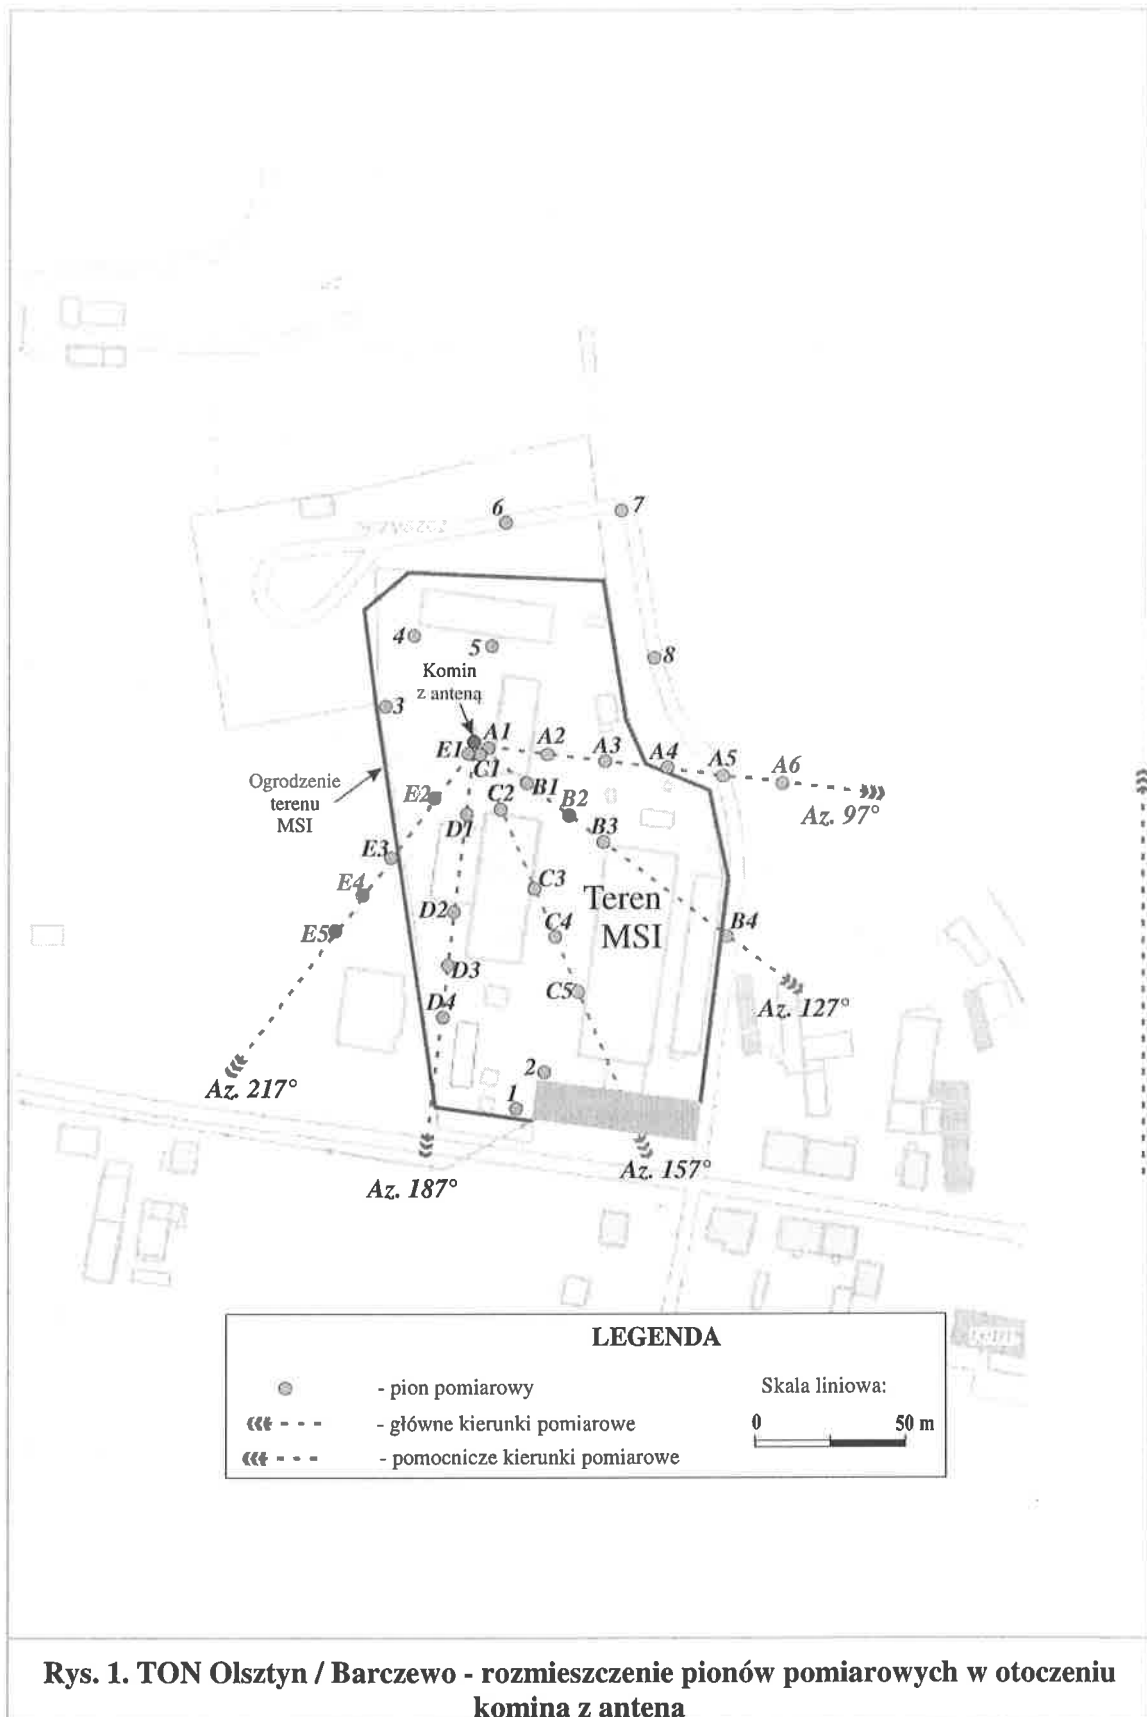 6
7
4
5
8
Komin
z anteną
3
A1
A2
A3
A4
A5
A6
E1
C1
Az. 97°
Ogrodzenie
terenu
MSI
E2
C2
B1
B2
D1
B3
E3
E4
C3
Teren
MSI
D2
C4
B4
E5
D3
C5
D4
Az. 127°
2
1
Az. 217°
Az. 157°
Az. 187°
LEGENDA
- pion pomiarowy
Skala liniowa:
- główne kierunki pomiarowe
0 50 m
- pomocnicze kierunki pomiarowe
Rys. 1. TON Olsztyn / Barczewo - rozmieszczenie pionów pomiarowych w otoczeniu
komina z anteną